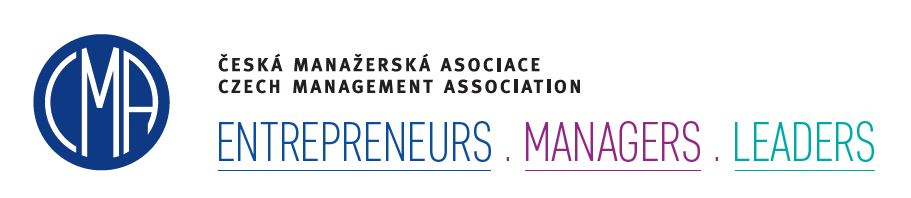 CMA
ČESKÁ MANAŽERSKÁ ASOCIACE
CZECH MANAGEMENT ASSOCIATION
ENTREPRENEURS . MANAGERS . LEADERS